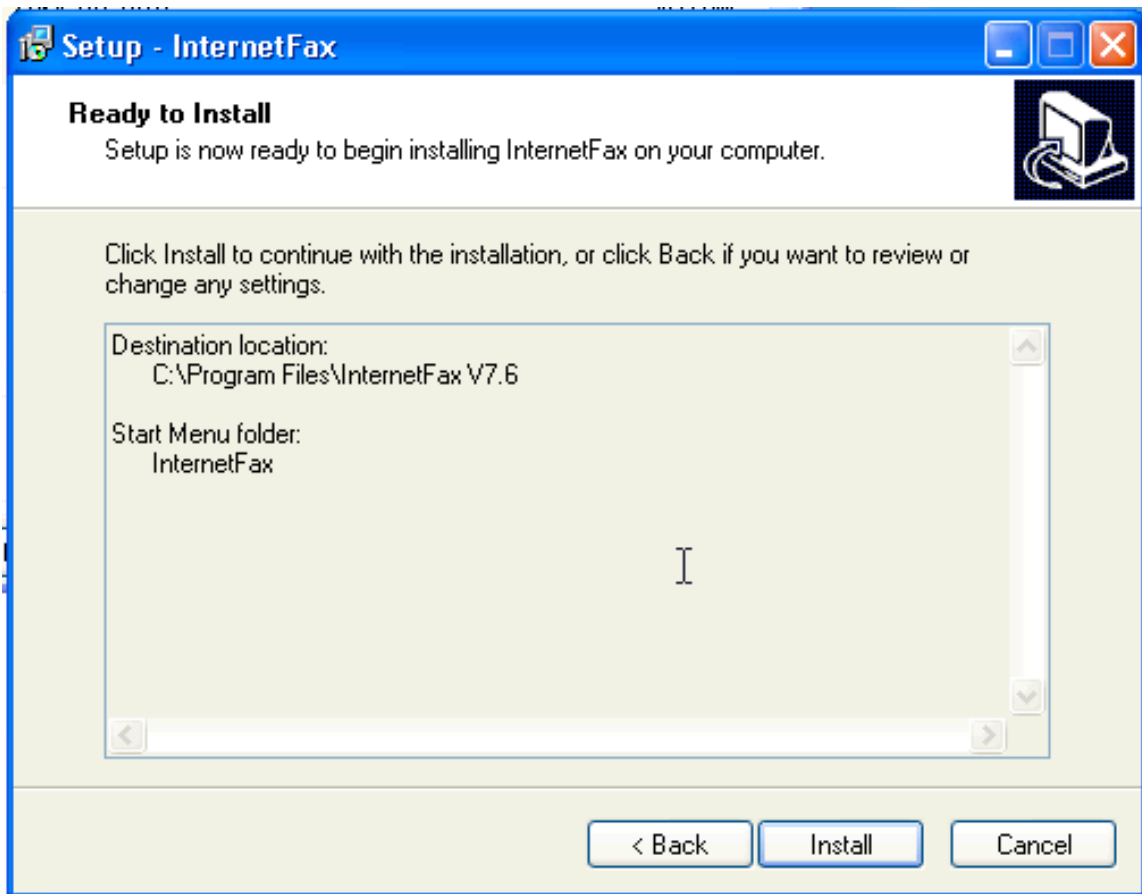 Setup - InternetFax
Ready to Install
Setup is now ready to begin installing InternetFax on your computer.
Click Install to continue with the installation, or click Back if you want to review or
change any settings.
Destination location:
C:\Program Files\InternetFax V7.6
Start Menu folder:
InternetFax
< Back
Install
Cancel